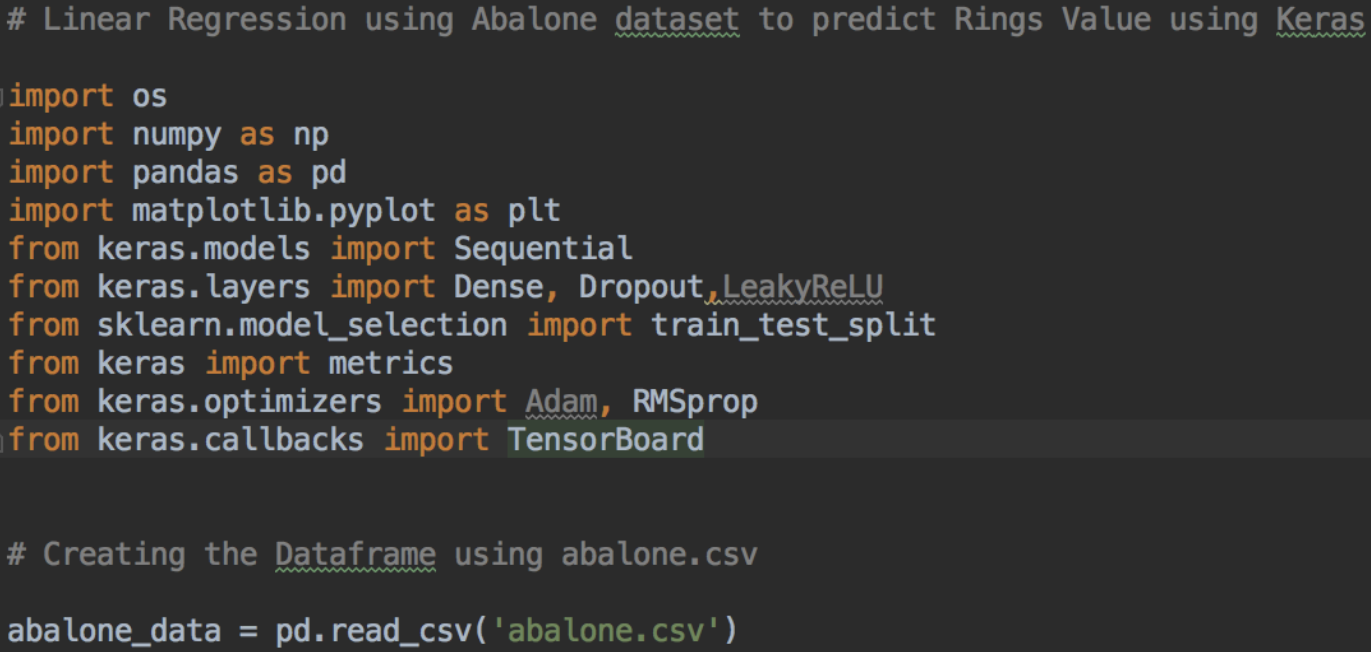 # Linear Regression using Abalone dataset to predict Rings Value using Keras
import os
import numpy as np
import pandas as pd
import matplotlib.pyplot as plt
from keras.models import Sequential
from keras.layers import Dense, Dropout,LeakyReLU
from sklearn.model_selection import train_test_split
from keras import metrics
from keras.optimizers import Adam, RMSprop
from keras.callbacks import TensorBoard
# Creating the Dataframe using abalone.csv
abalone_data = pd.read_csv('abalone.csv')